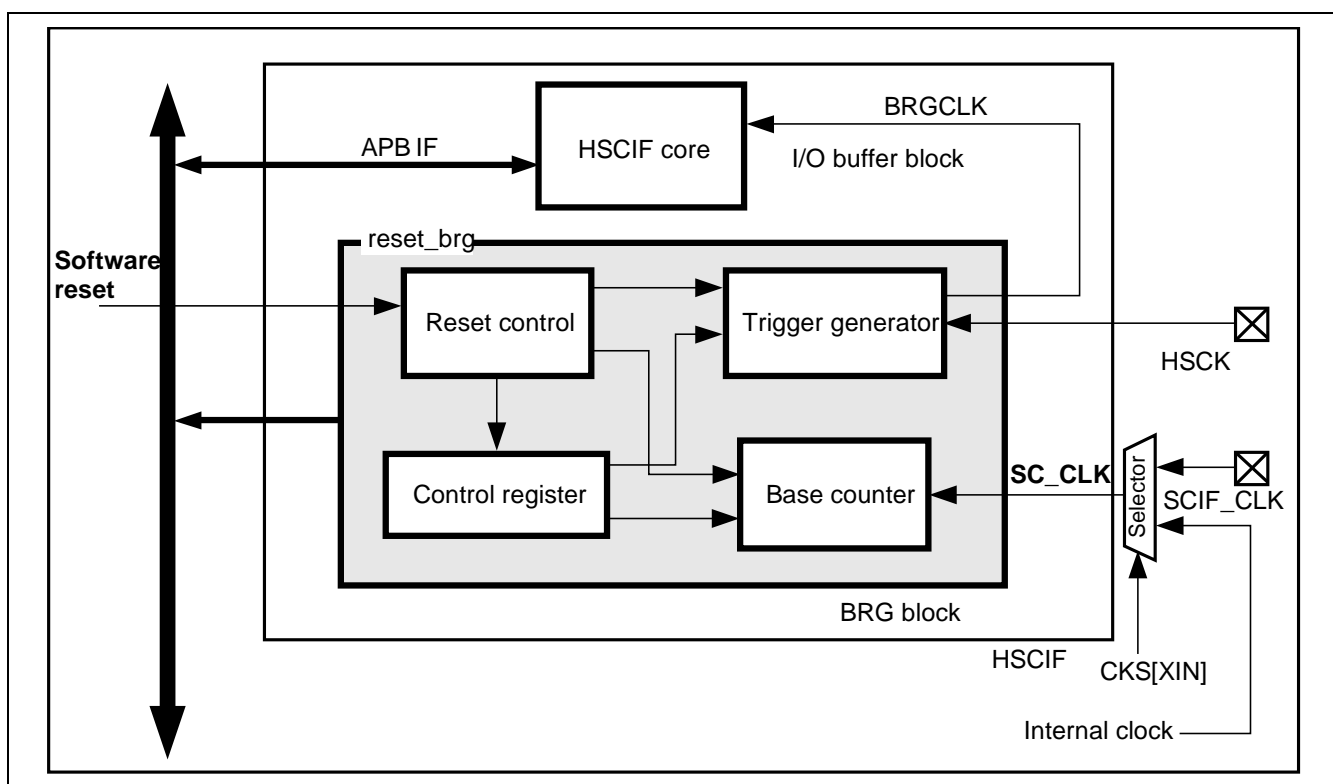 BRGCLK
APB IF
HSCIF core
I/O buffer block
reset_brg
Software
reset
Reset control
Trigger generator
HSCK
Control register
Base counter
SC_CLK
Selector
SCIF_CLK
BRG block
HSCIF
CKS[XIN]
Internal clock